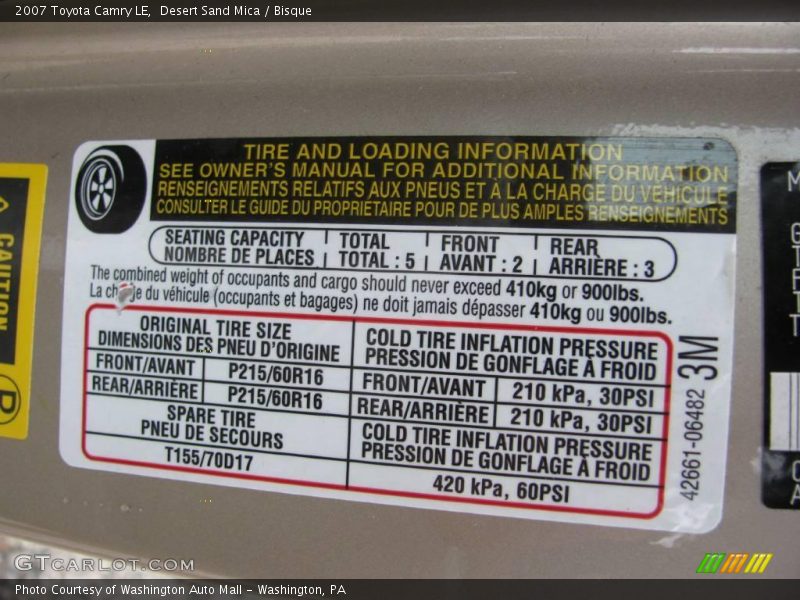 2007 Toyota Camry LE,  Desert Sand Mica / Bisque
TIRE AND LOADING INFORMATION
SEE OWNER'S MANUAL FOR ADDITIONAL INFORMATION
RENSEIGNEMENTS RELATIFS AUX PNEUS ET À LA CHARGE DU VÉHICULE
CONSULTER LE GUIDE DU PROPRIÉTAIRE POUR DE PLUS AMPLES RENSEIGNEMENTS
SEATING CAPACITY TOTAL FRONT REAR
NOMBRE DE PLACES TOTAL : 5 AVANT : 2 ARRIÈRE : 3
The combined weight of occupants and cargo should never exceed 410kg or 900lbs.
La charge du véhicule (occupants et bagages) ne doit jamais dépasser 410kg ou 900lbs.
ORIGINAL TIRE SIZE
DIMENSIONS DES PNEU D'ORIGINE
COLD TIRE INFLATION PRESSURE
PRESSION DE GONFLAGE À FROID
FRONT/AVANT P215/60R16 FRONT/AVANT 210 kPa, 30PSI
REAR/ARRIÈRE P215/60R16 REAR/ARRIÈRE 210 kPa, 30PSI
SPARE TIRE
PNEU DE SECOURS
COLD TIRE INFLATION PRESSURE
PRESSION DE GONFLAGE À FROID
T155/70D17 420 kPa, 60PSI
42661-06482 3M
CAUTION
GTCARLOT.COM
Photo Courtesy of Washington Auto Mall - Washington, PA